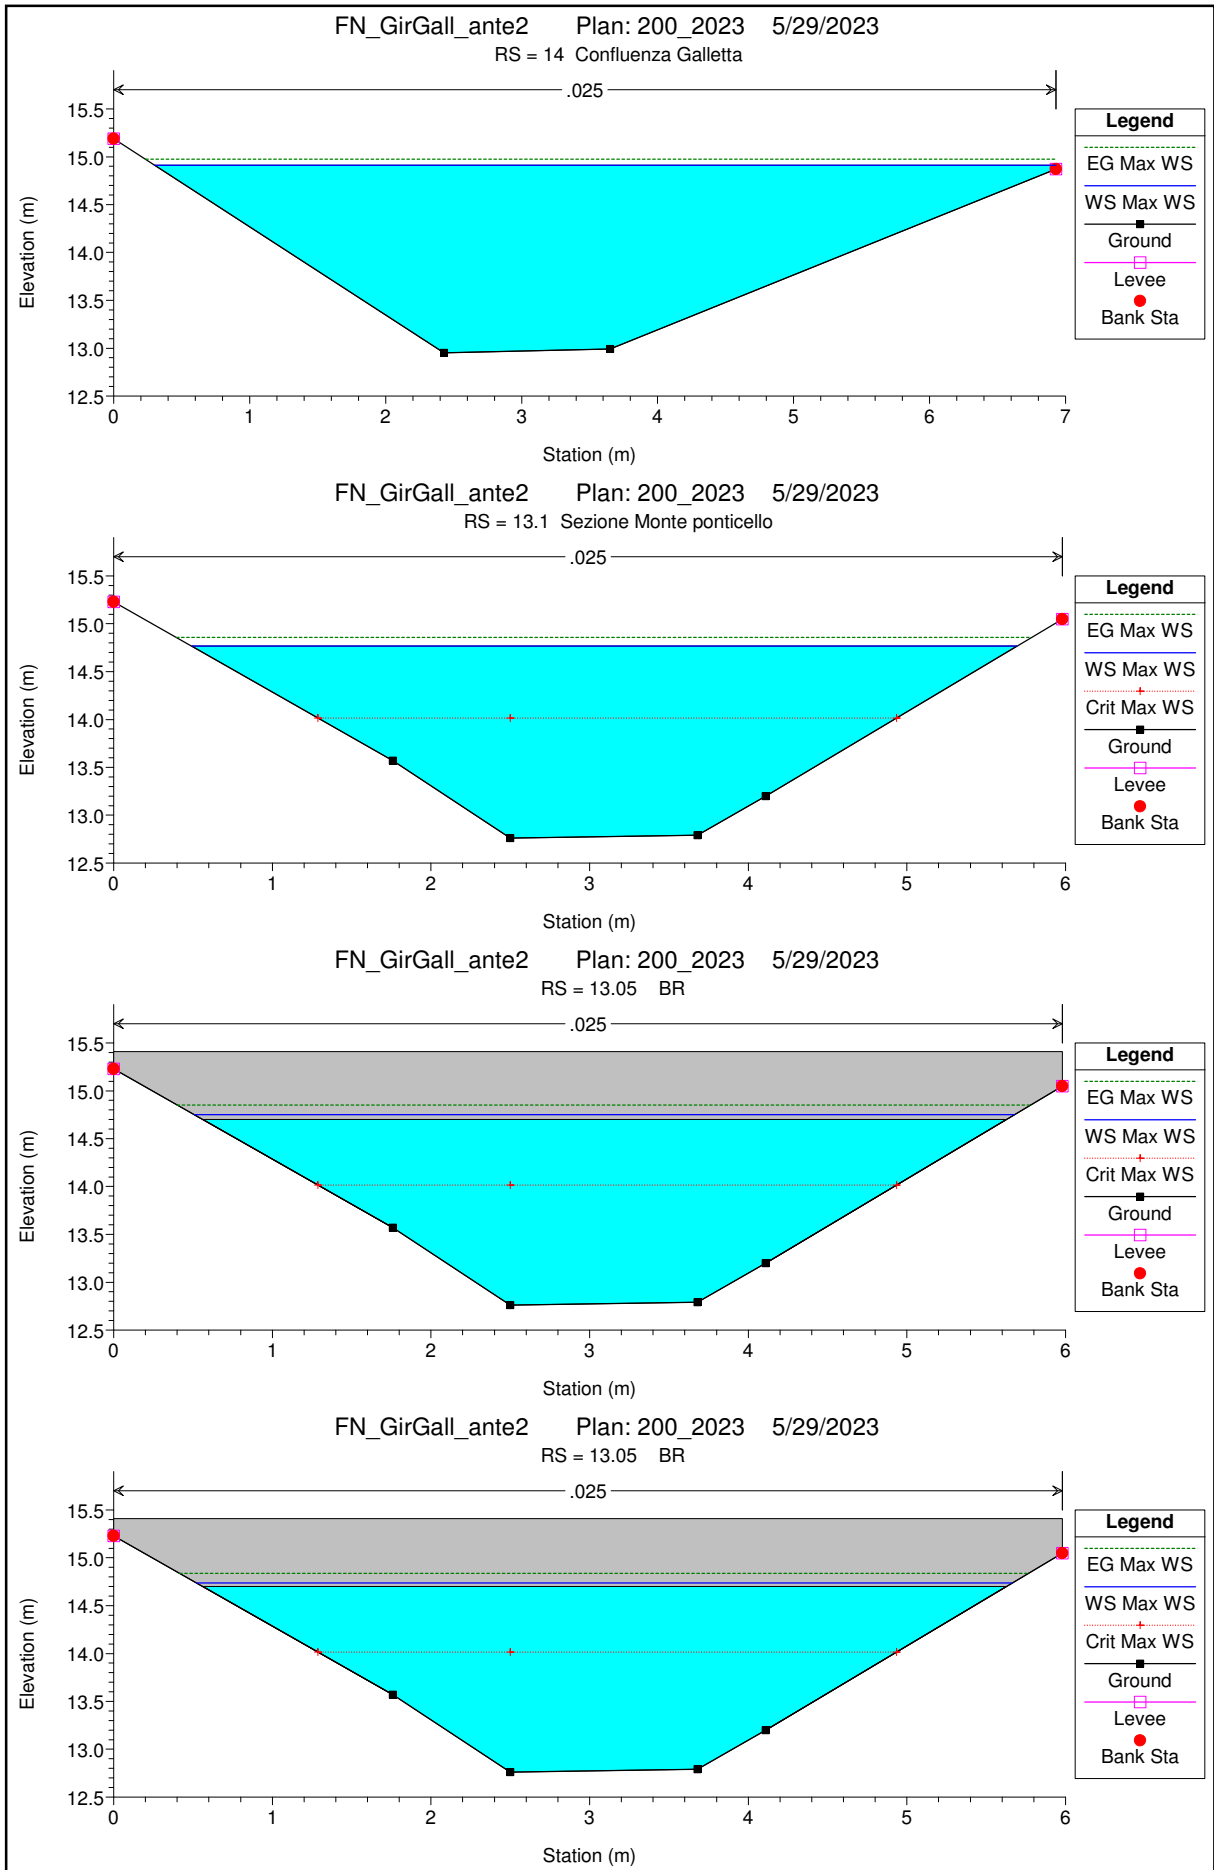 FN_GirGall_ante2 Plan: 200_2023 5/29/2023
RS = 14 Confluenza Galletta
.025
15.5
15.0
14.5
14.0
13.5
13.0
12.5
Elevation (m)
0 1 2 3 4 5 6 7
Station (m)
Legend
EG Max WS
WS Max WS
Ground
Levee
Bank Sta
FN_GirGall_ante2 Plan: 200_2023 5/29/2023
RS = 13.1 Sezione Monte ponticello
.025
15.5
15.0
14.5
14.0
13.5
13.0
12.5
Elevation (m)
0 1 2 3 4 5 6
Station (m)
Legend
EG Max WS
WS Max WS
Crit Max WS
Ground
Levee
Bank Sta
FN_GirGall_ante2 Plan: 200_2023 5/29/2023
RS = 13.05 BR
.025
15.5
15.0
14.5
14.0
13.5
13.0
12.5
Elevation (m)
0 1 2 3 4 5 6
Station (m)
Legend
EG Max WS
WS Max WS
Crit Max WS
Ground
Levee
Bank Sta
FN_GirGall_ante2 Plan: 200_2023 5/29/2023
RS = 13.05 BR
.025
15.5
15.0
14.5
14.0
13.5
13.0
12.5
Elevation (m)
0 1 2 3 4 5 6
Station (m)
Legend
EG Max WS
WS Max WS
Crit Max WS
Ground
Levee
Bank Sta